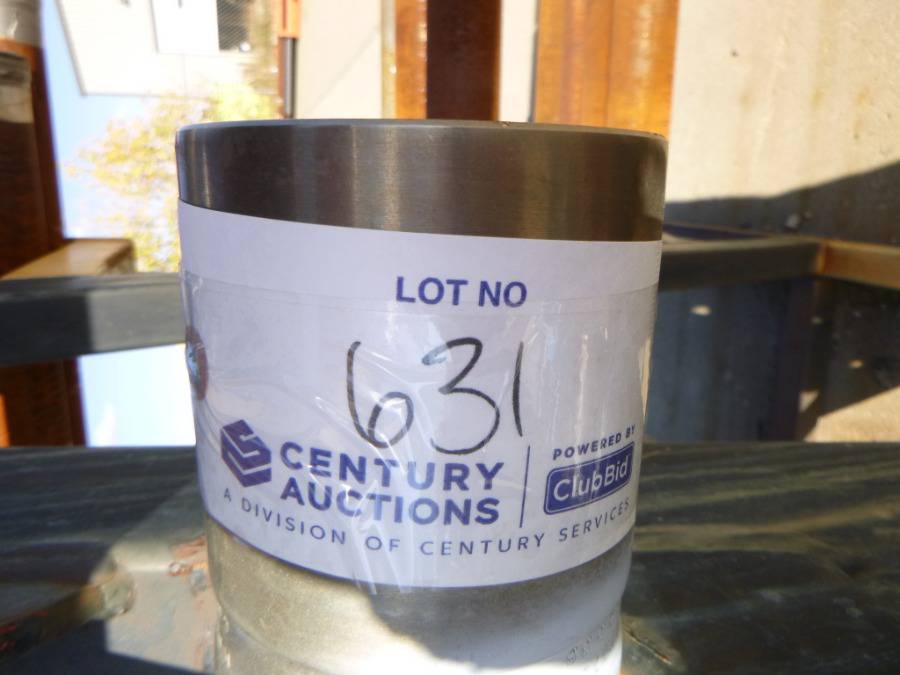 LOT NO
631
CENTURY
AUCTIONS
A DIVISION OF CENTURY SERVICES
POWERED BY
ClubBid